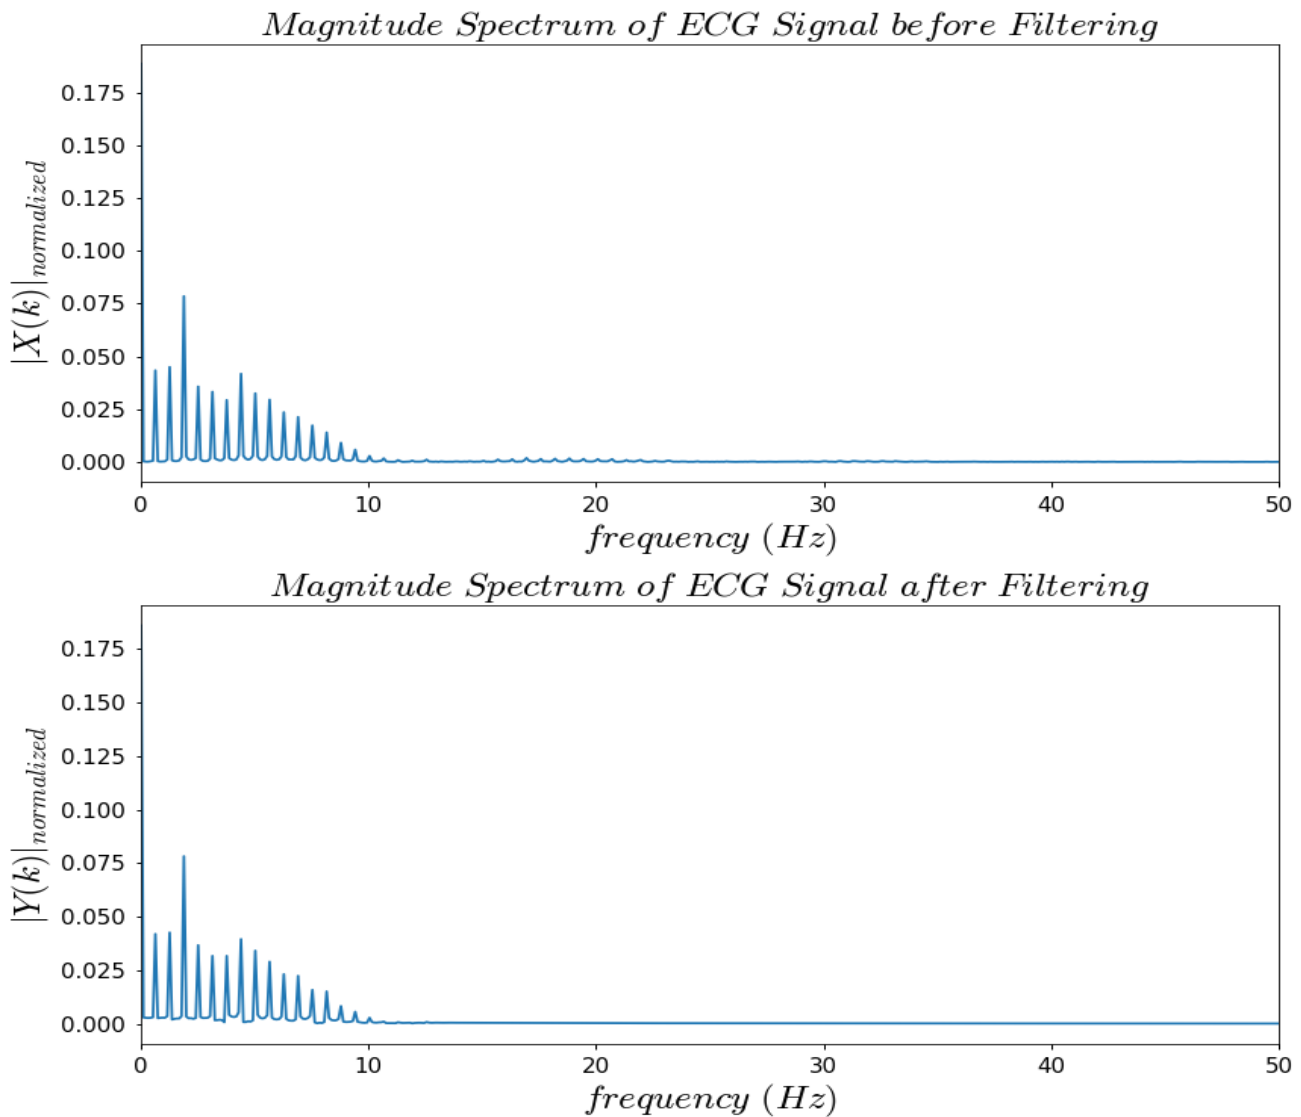 Magnitude Spectrum of ECG Signal before Filtering
|X(k)|normalized
0.175
0.150
0.125
0.100
0.075
0.050
0.025
0.000
0 10 20 30 40 50
frequency (Hz)
Magnitude Spectrum of ECG Signal after Filtering
|Y(k)|normalized
0.175
0.150
0.125
0.100
0.075
0.050
0.025
0.000
0 10 20 30 40 50
frequency (Hz)